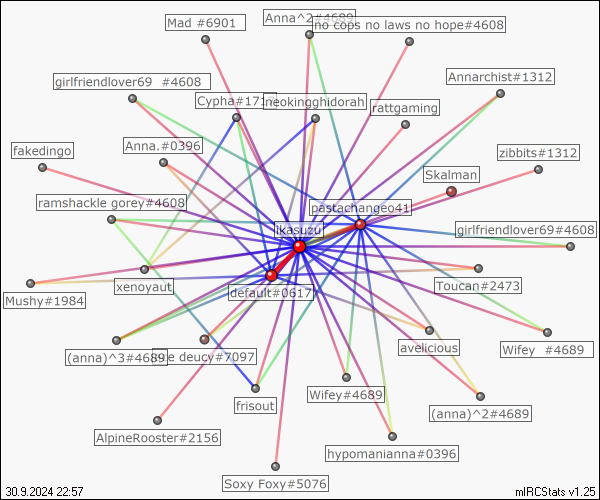 Mad #6901
Anna^2#4689
no cops no laws no hope#4608
girlfriendlover69 #4608
Annarchist#1312
Cypha#171
neokingghidorah
rattgaming
fakedingo
Anna.#0396
zibbits#1312
Skalman
ramshackle gorey#4608
pastachangeo41
ikasuzu
girlfriendlover69#4608
xenoyaut
Toucan#2473
default#0617
Mushy#1984
(anna)^3#4689
deucy#7097
avelicious
Wifey #4689
Wifey#4689
frisout
(anna)^2#4689
AlpineRooster#2156
hypomanianna#0396
Soxy Foxy#5076
30.9.2024 22:57
mIRCStats v1.25